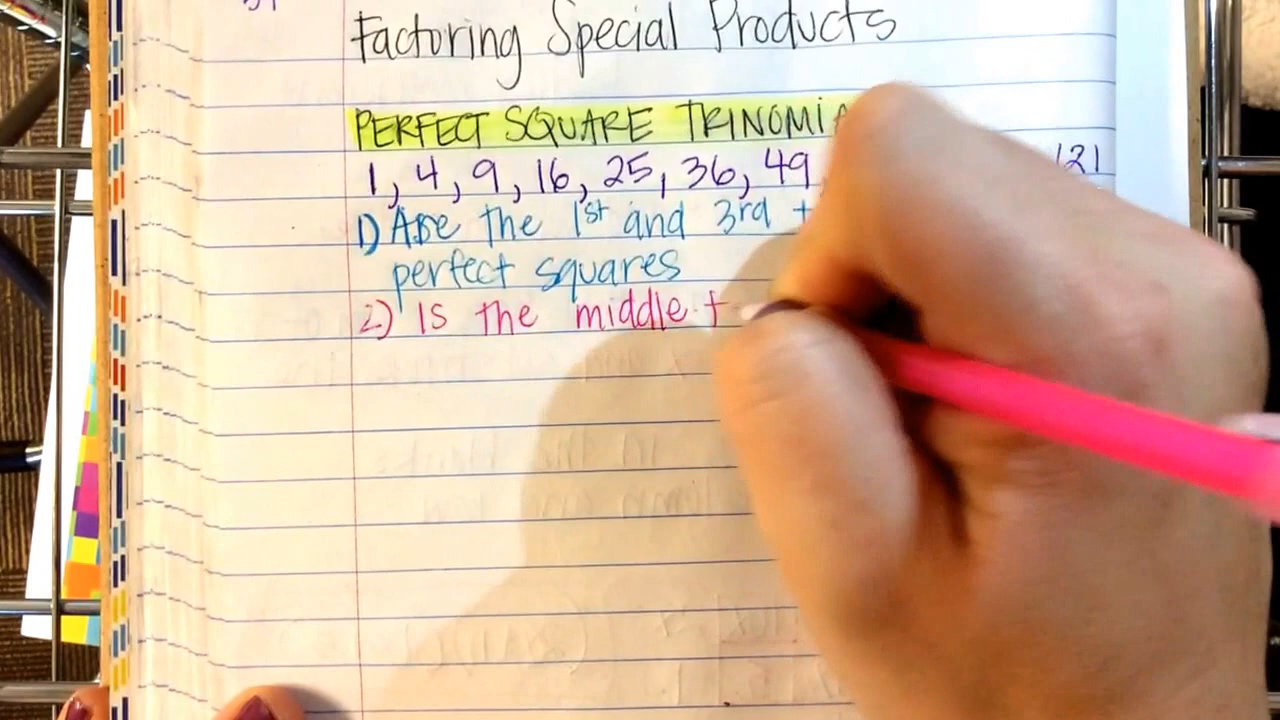 Factoring Special Products
PERFECT SQUARE TRINOMIA
1, 4, 9, 16, 25, 36, 49 121
1) Are the 1st and 3rd t
perfect squares
2) Is the middle t